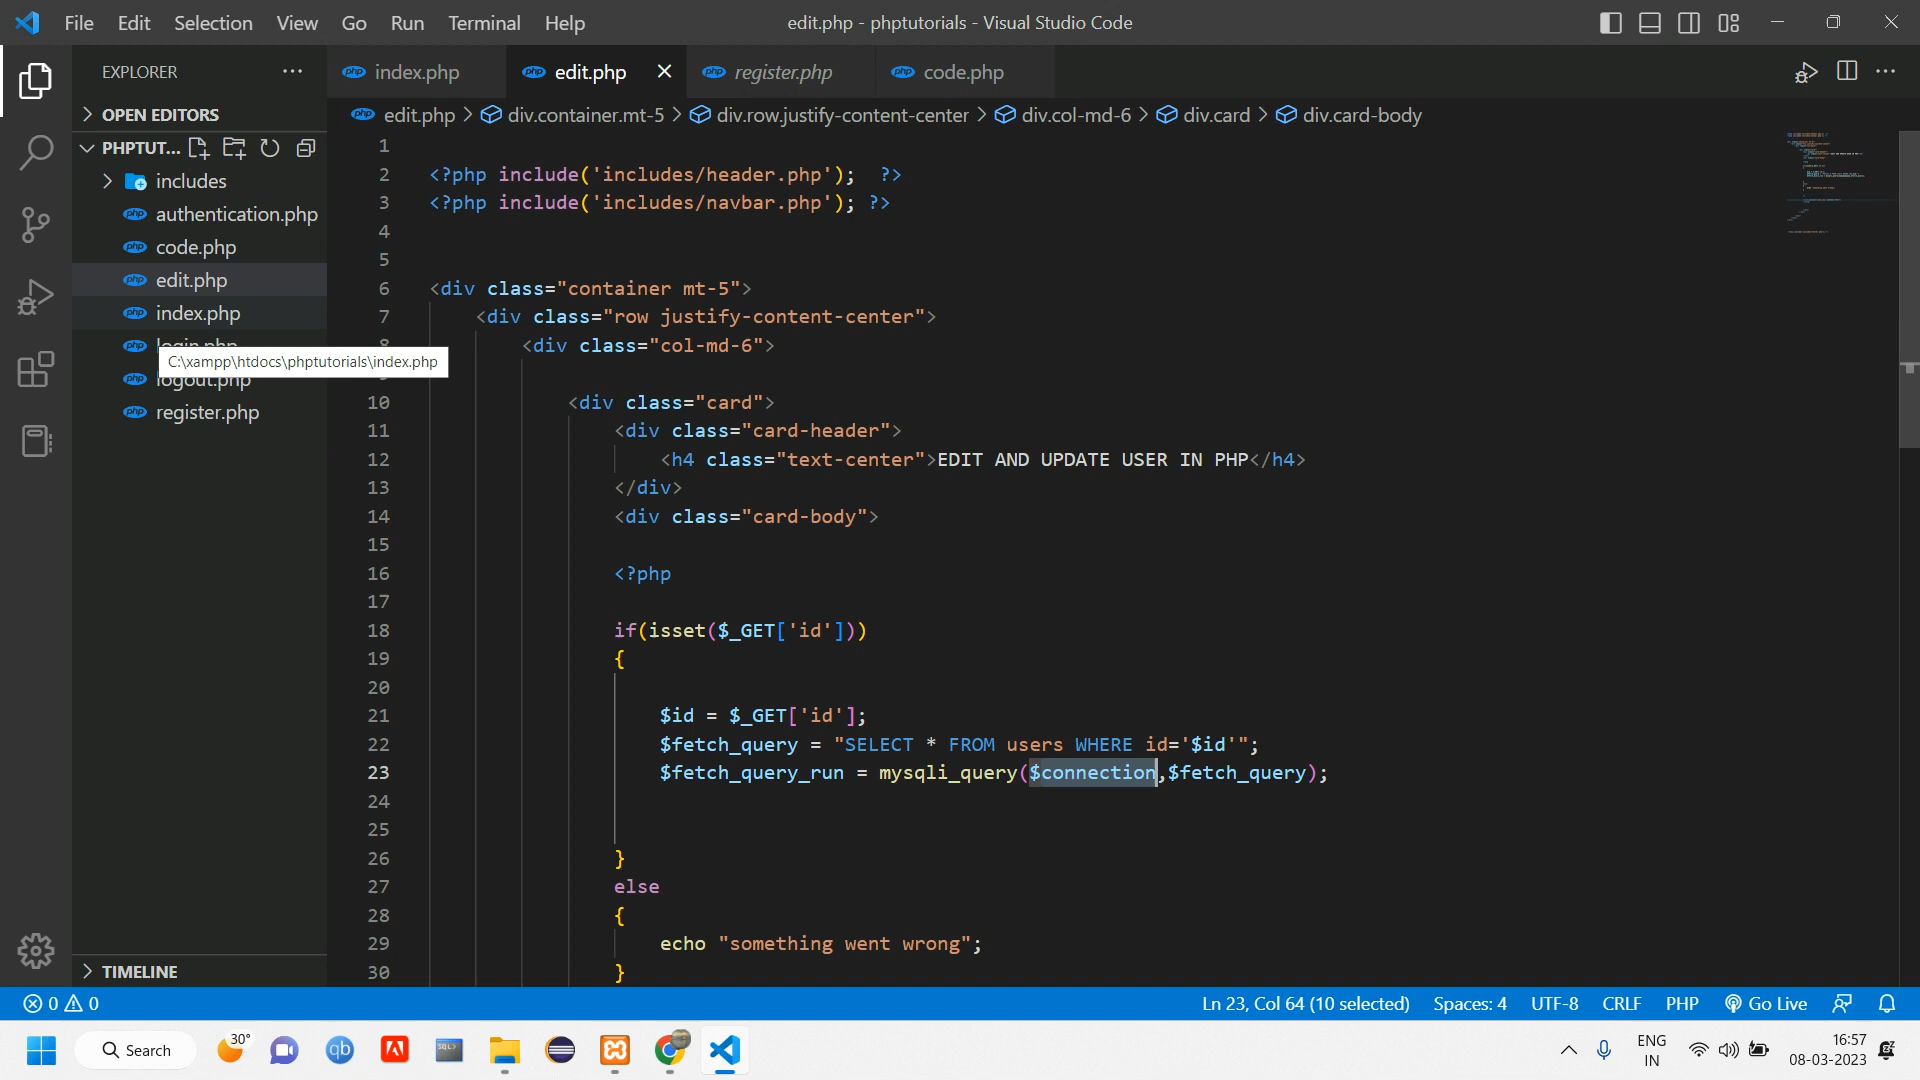 File Edit Selection View Go Run Terminal Help
edit.php - phptutorials - Visual Studio Code
EXPLORER
index.php
edit.php
register.php
code.php
OPEN EDITORS
edit.php > div.container.mt-5 > div.row.justify-content-center > div.col-md-6 > div.card > div.card-body
PHPTUT...
includes
authentication.php
code.php
edit.php
index.php
login.php
C:\xampp\htdocs\phptutorials\index.php
logout.php
register.php
1
2 <?php include('includes/header.php');  ?>
3 <?php include('includes/navbar.php'); ?>
4
5
6 <div class="container mt-5">
7 <div class="row justify-content-center">
8 <div class="col-md-6">
10 <div class="card">
11 <div class="card-header">
12 <h4 class="text-center">EDIT AND UPDATE USER IN PHP</h4>
13 </div>
14 <div class="card-body">
15
16 <?php
17
18 if(isset($_GET['id']))
19 {
20
21 $id = $_GET['id'];
22 $fetch_query = "SELECT * FROM users WHERE id='$id'";
23 $fetch_query_run = mysqli_query($connection,$fetch_query);
24
25
26 }
27 else
28 {
29 echo "something went wrong";
30 }
TIMELINE
0 0
Ln 23, Col 64 (10 selected) Spaces: 4 UTF-8 CRLF PHP Go Live
Search
30°
qb
SQL>
ENG
IN
16:57
08-03-2023